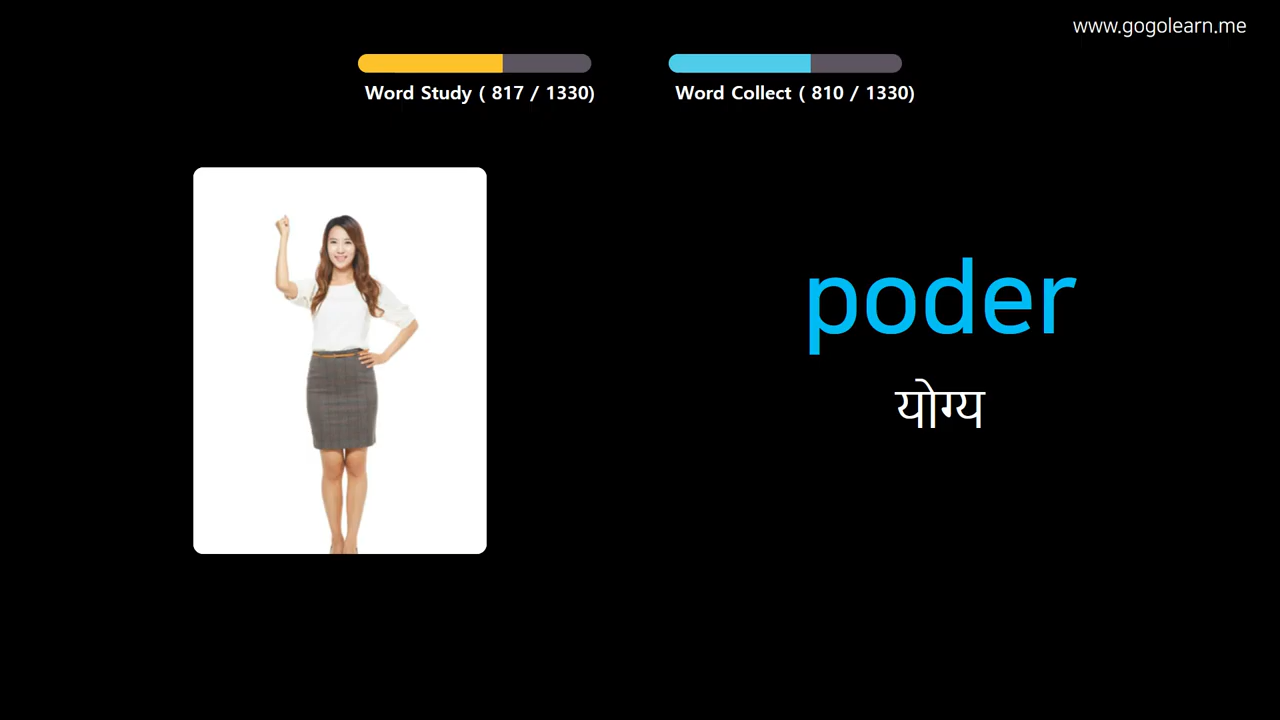 www.gogolearn.me
Word Study ( 817 / 1330)
Word Collect ( 810 / 1330)
poder
योग्य